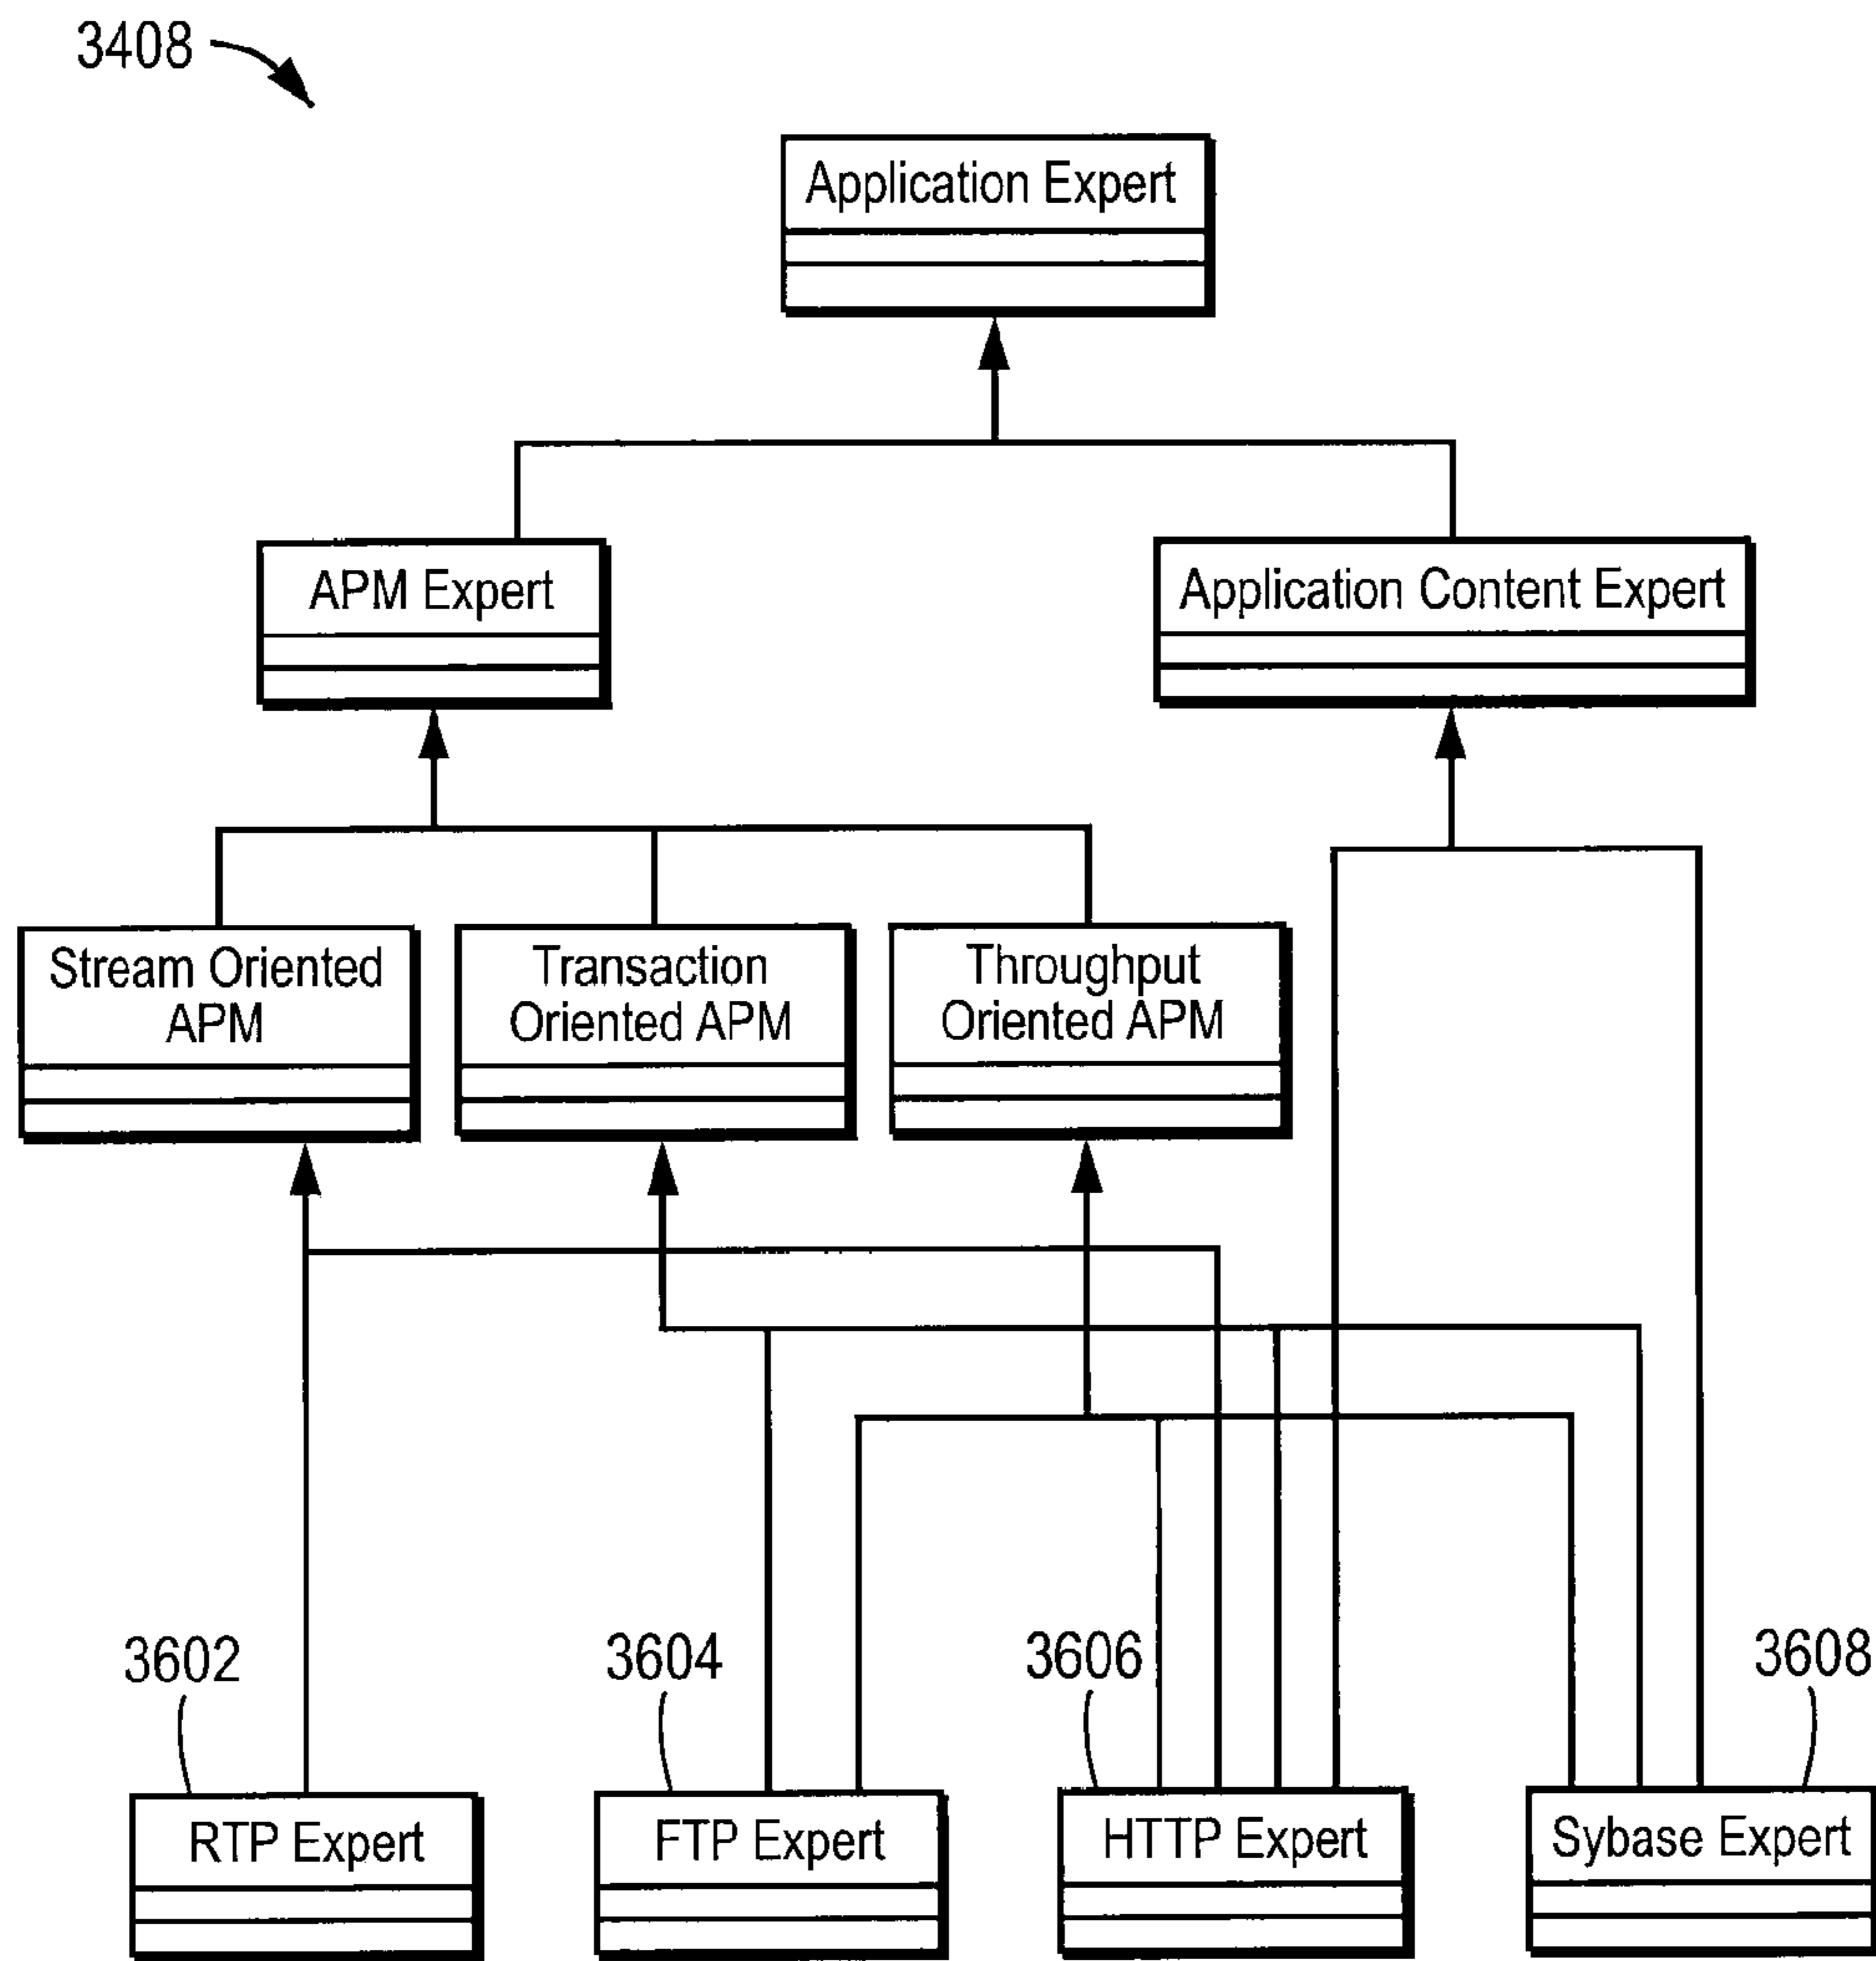 3408
Application Expert
APM Expert
Application Content Expert
Stream Oriented
APM
Transaction
Oriented APM
Throughput
Oriented APM
3602
3604
3606
3608
RTP Expert
FTP Expert
HTTP Expert
Sybase Expert